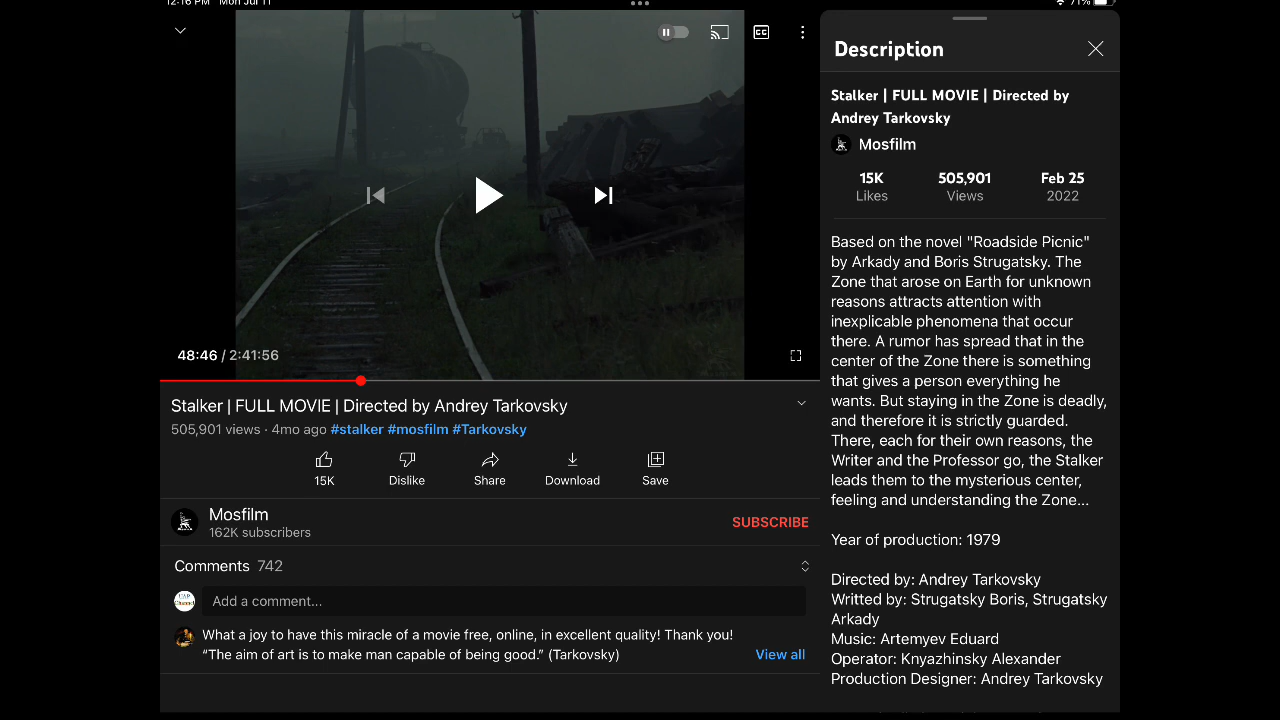 12:16 PM Mon Jul 11
71%
CC
Description
Stalker | FULL MOVIE | Directed by
Andrey Tarkovsky
Mosfilm
15K 505,901 Feb 25
Likes Views 2022
Based on the novel "Roadside Picnic"
by Arkady and Boris Strugatsky. The
Zone that arose on Earth for unknown
reasons attracts attention with
inexplicable phenomena that occur
there. A rumor has spread that in the
center of the Zone there is something
that gives a person everything he
wants. But staying in the Zone is deadly,
and therefore it is strictly guarded.
There, each for their own reasons, the
Writer and the Professor go, the Stalker
leads them to the mysterious center,
feeling and understanding the Zone...
Year of production: 1979
Directed by: Andrey Tarkovsky
Writted by: Strugatsky Boris, Strugatsky
Arkady
Music: Artemyev Eduard
Operator: Knyazhinsky Alexander
Production Designer: Andrey Tarkovsky
48:46 / 2:41:56
Stalker | FULL MOVIE | Directed by Andrey Tarkovsky
505,901 views · 4mo ago #stalker #mosfilm #Tarkovsky
15K Dislike Share Download Save
Mosfilm
162K subscribers
SUBSCRIBE
Comments 742
Add a comment...
What a joy to have this miracle of a movie free, online, in excellent quality! Thank you!
“The aim of art is to make man capable of being good.” (Tarkovsky)
View all